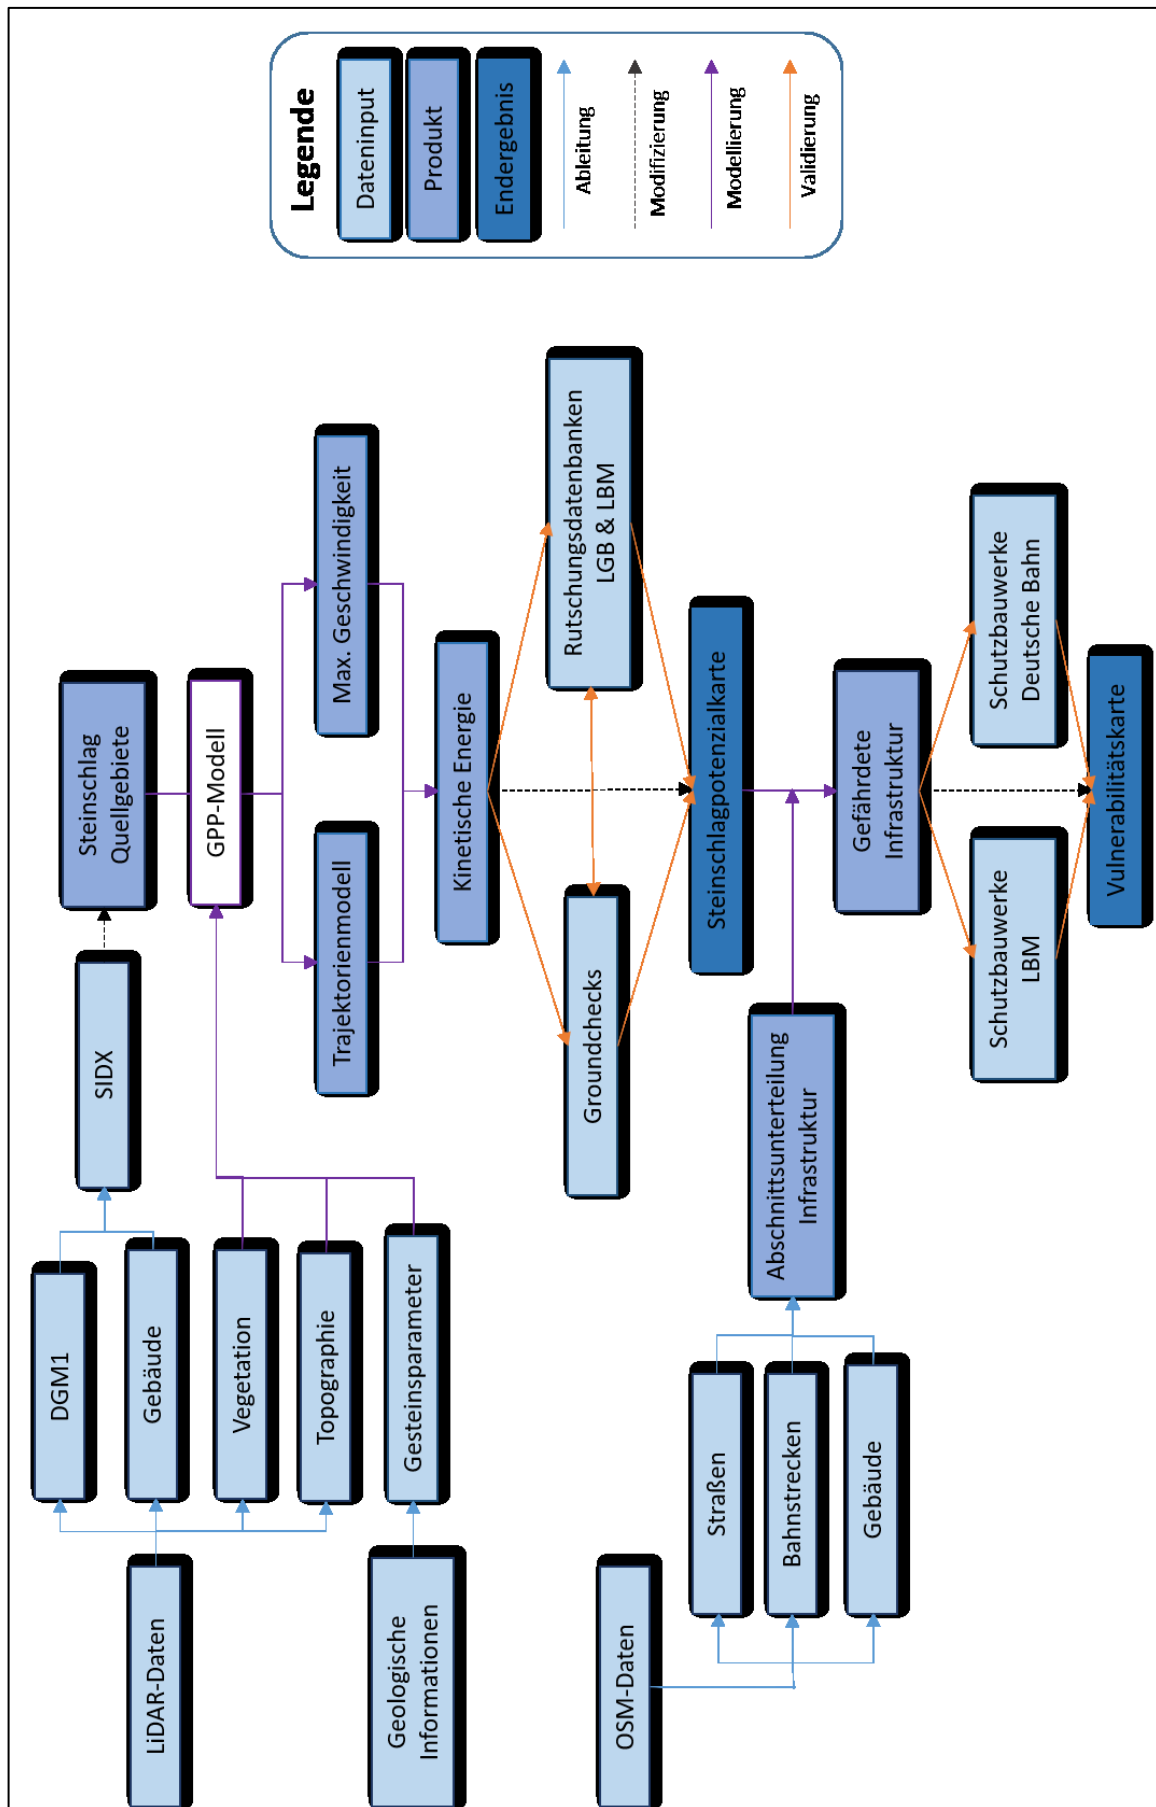 LiDAR-Daten
Geologische
Informationen
OSM-Daten
DGM1
Gebäude
Vegetation
Topographie
Gesteinsparameter
Straßen
Bahnstrecken
Gebäude
SIDX
Steinschlag
Quellgebiete
GPP-Modell
Trajektorienmodell
Max. Geschwindigkeit
Kinetische Energie
Groundchecks
Rutschungsdatenbanken
LGB & LBM
Steinschlagpotenzialkarte
Abschnittsunterteilung
Infrastruktur
Gefährdete
Infrastruktur
Schutzbauwerke
LBM
Schutzbauwerke
Deutsche Bahn
Vulnerabilitätskarte
Legende
Dateninput
Produkt
Endergebnis
Ableitung
Modifizierung
Modellierung
Validierung